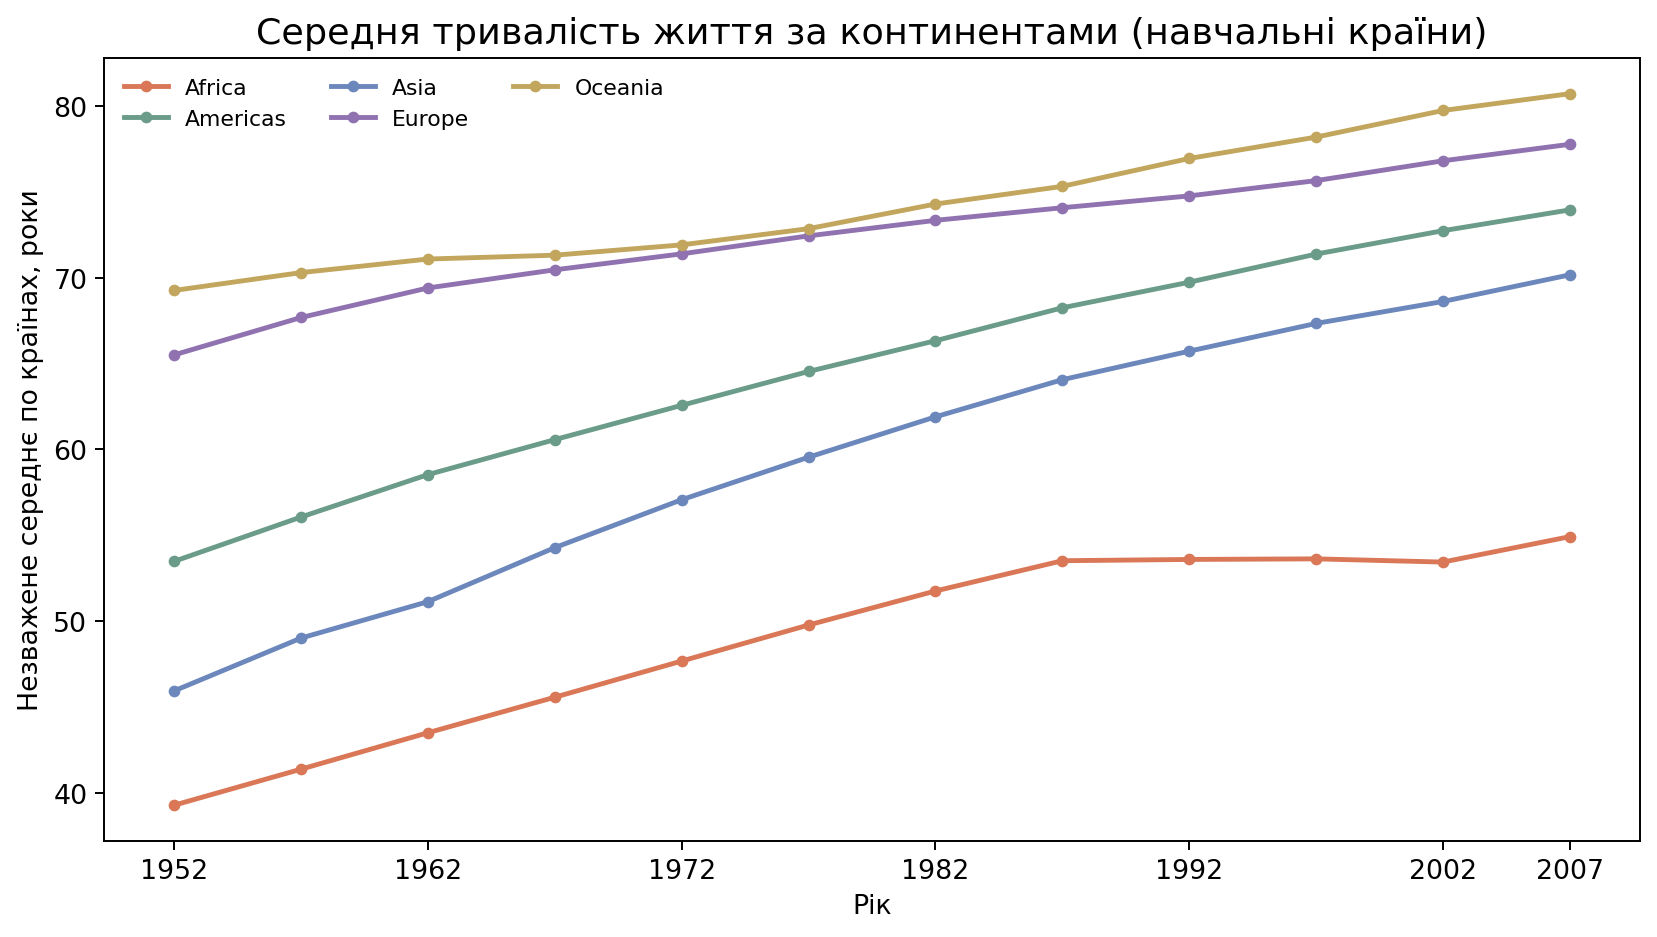 Середня тривалість життя за континентами (навчальні країни)
Africa
Americas
Asia
Europe
Oceania
Незважене середнє по країнах, роки
80
70
60
50
40
1952
1962
1972
1982
1992
2002
2007
Рік